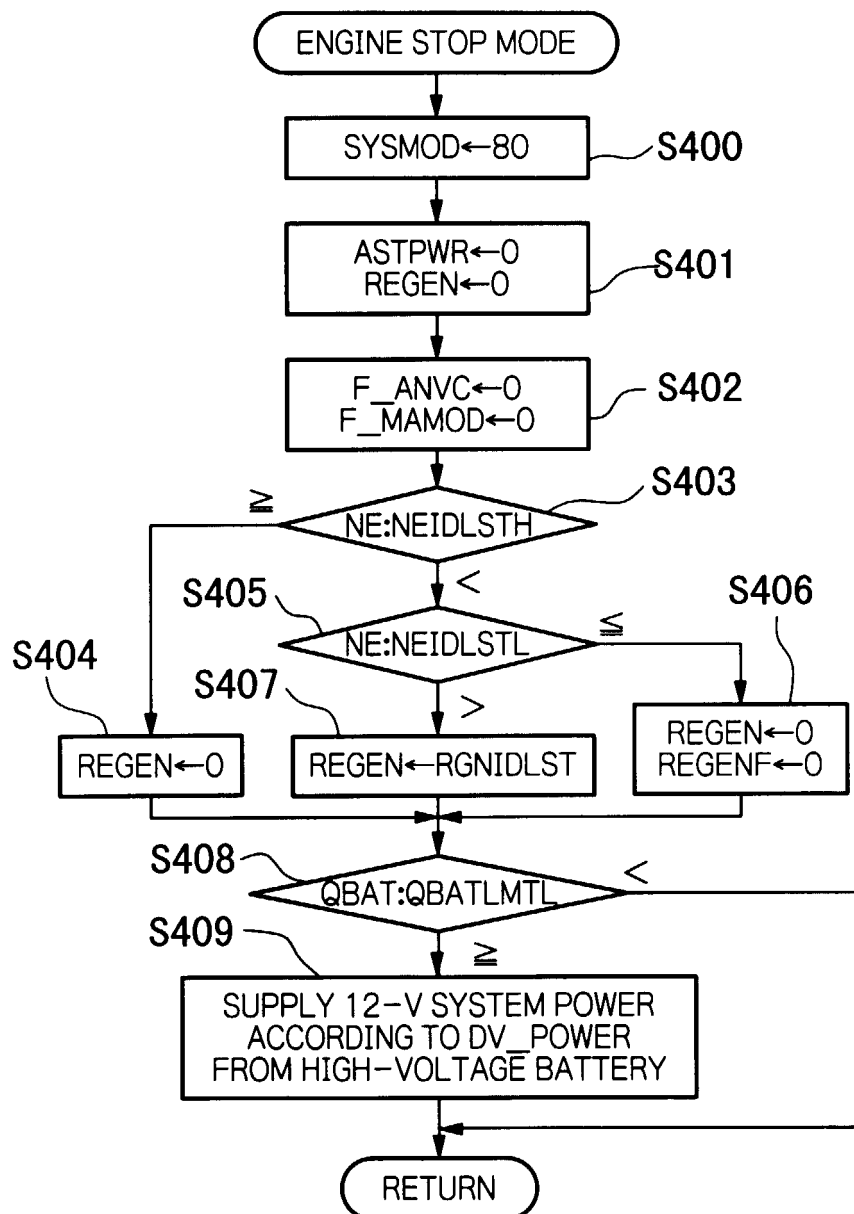 ENGINE STOP MODE
SYSMOD←80
S400
ASTPWR←0
REGEN←0
S401
F_ANVC←0
F_MAMOD←0
S402
S403
≧
NE:NEIDLSTH
<
S405
NE:NEIDLSTL
≦
S406
S404
S407
>
REGEN←0
REGEN←RGNIDLST
REGEN←0
REGENF←0
S408
QBAT:QBATLMTL
<
S409
≧
SUPPLY 12-V SYSTEM POWER
ACCORDING TO DV_POWER
FROM HIGH-VOLTAGE BATTERY
RETURN